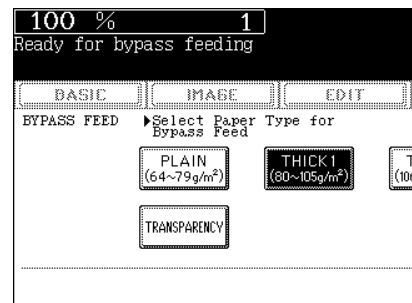 100 % 1
Ready for bypass feeding
BASIC IMAGE EDIT
BYPASS FEED ▶Select Paper Type for
Bypass Feed
PLAIN THICK1 T
(64~79g/m²) (80~105g/m²) (106
TRANSPARENCY